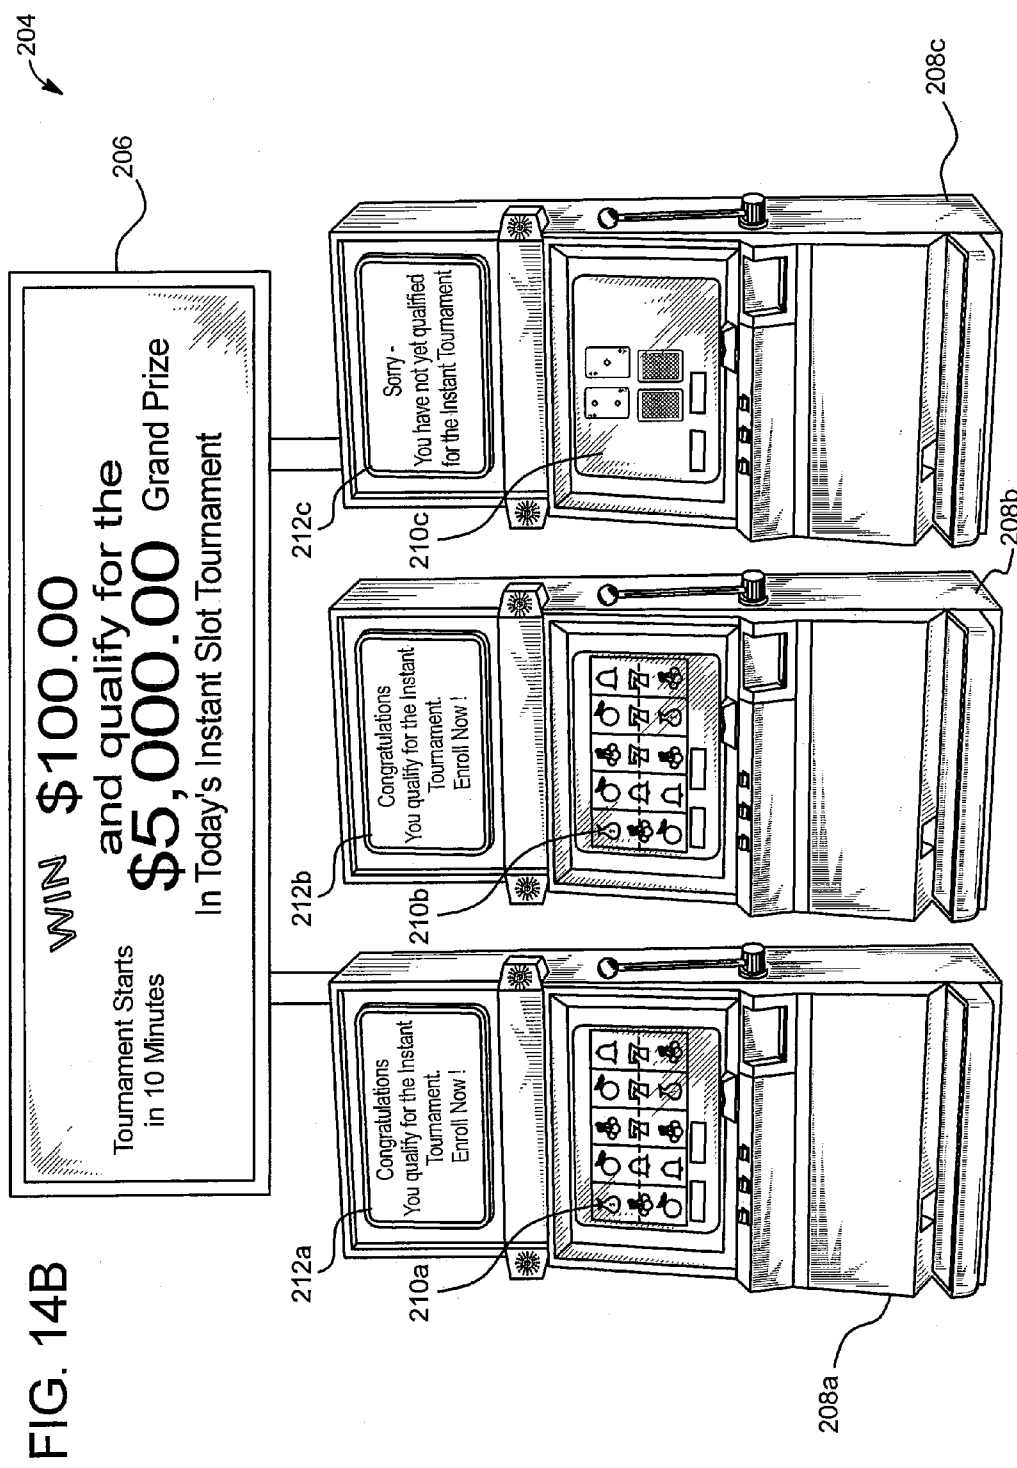 FIG. 14B
204
206
Tournament Starts
in 10 Minutes
WIN $100.00
and qualify for the
$5,000.00 Grand Prize
In Today's Instant Slot Tournament
212a
Congratulations
You qualify for the Instant
Tournament.
Enroll Now !
210a
208a
212b
Congratulations
You qualify for the Instant
Tournament.
Enroll Now !
210b
208b
212c
Sorry -
You have not yet qualified
for the Instant Tournament
210c
208c